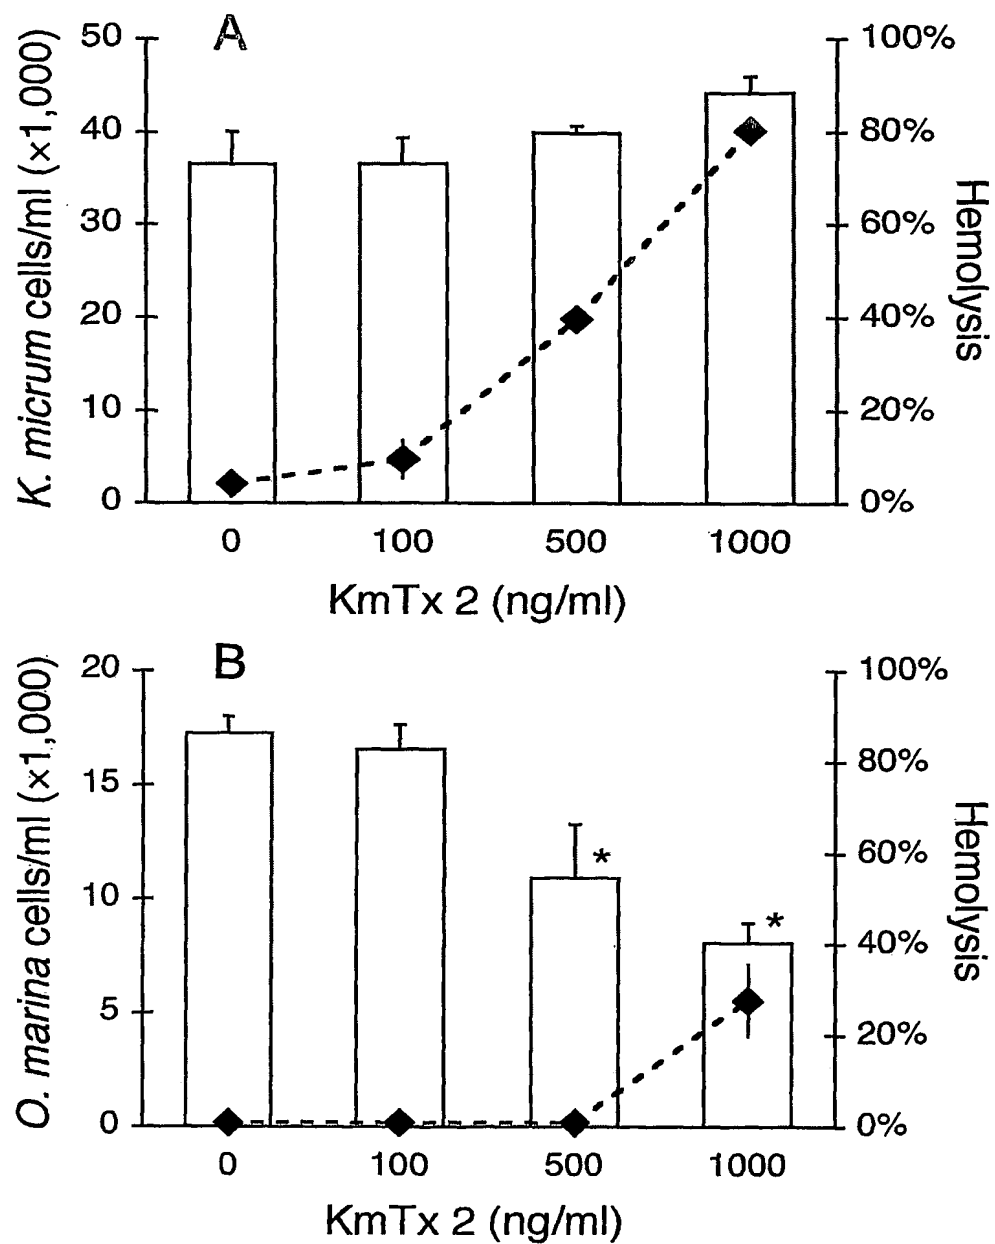 A
K. micrum cells/ml (×1,000)
50
40
30
20
10
0
100%
80%
60%
40%
20%
0%
Hemolysis
0 100 500 1000
KmTx 2 (ng/ml)
B
O. marina cells/ml (×1,000)
20
15
10
5
0
100%
80%
60%
40%
20%
0%
Hemolysis
*
*
0 100 500 1000
KmTx 2 (ng/ml)